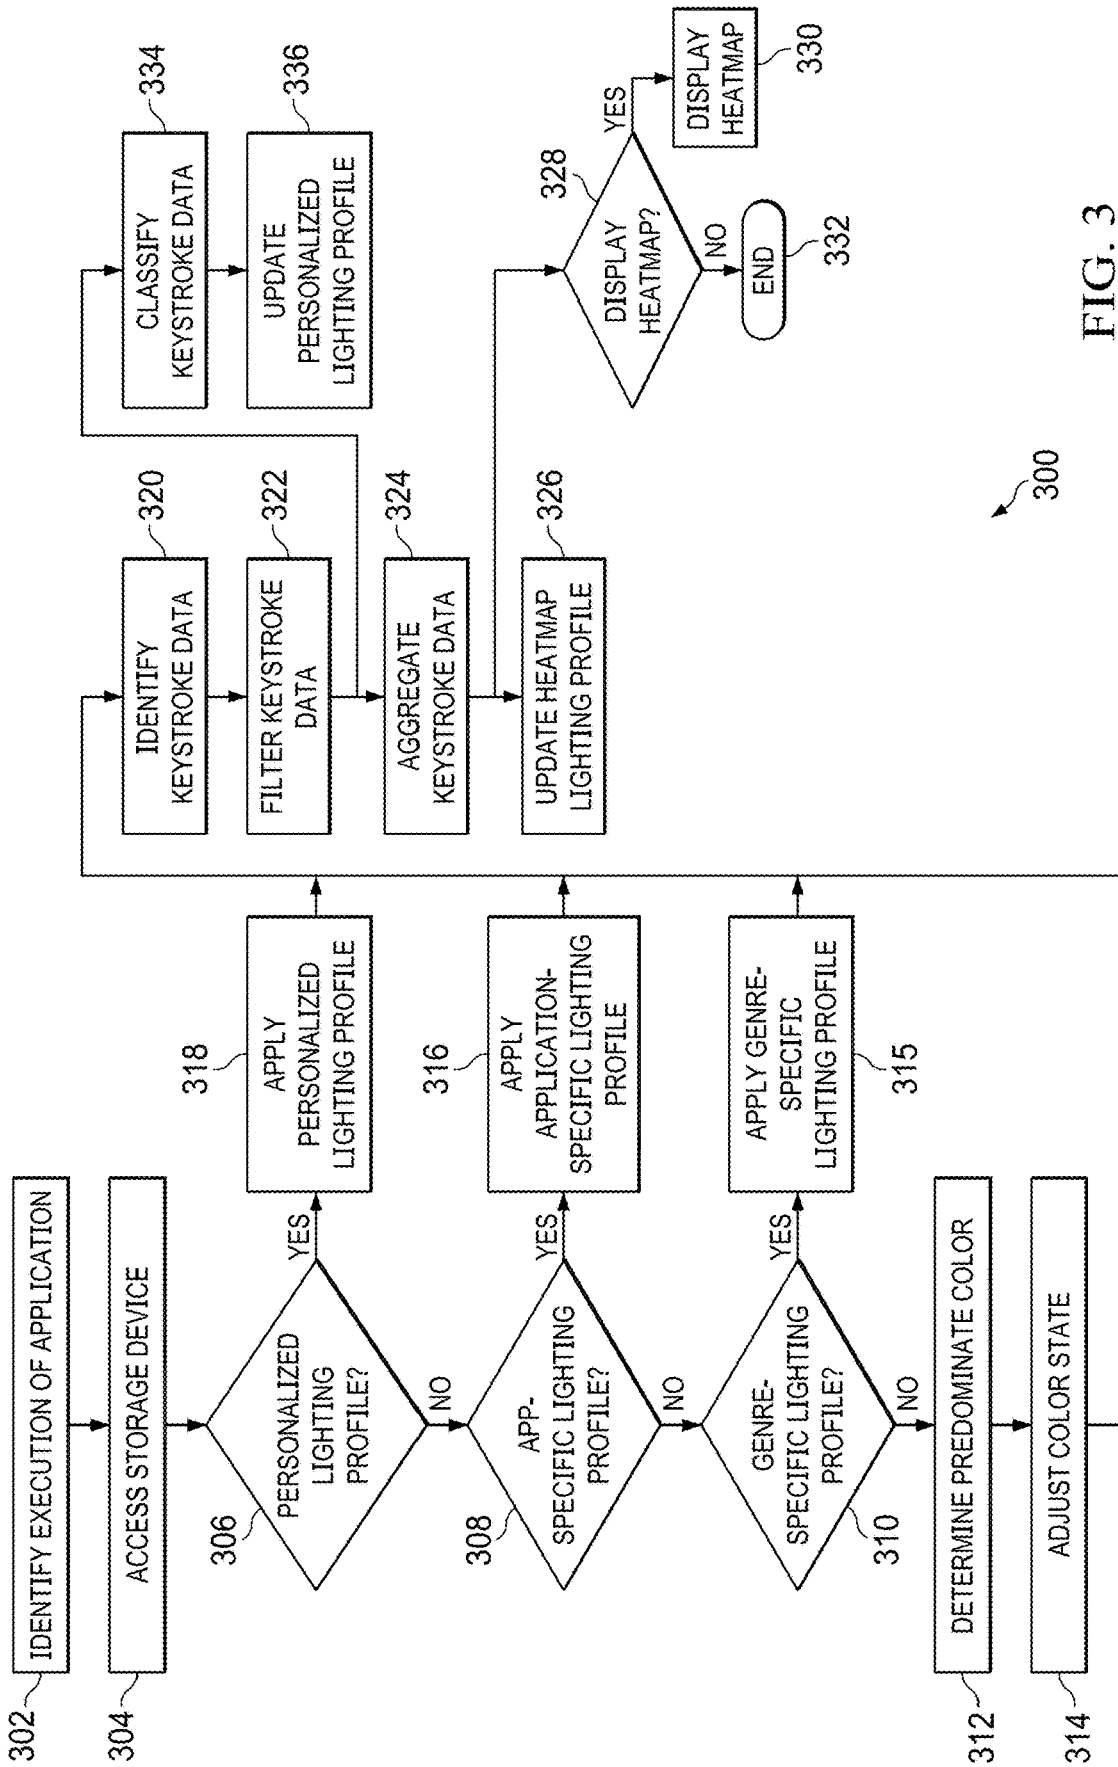 302
IDENTIFY EXECUTION OF APPLICATION
304
ACCESS STORAGE DEVICE
306
PERSONALIZED
LIGHTING
PROFILE?
YES
NO
318
APPLY
PERSONALIZED
LIGHTING PROFILE
308
APP-
SPECIFIC LIGHTING
PROFILE?
YES
NO
316
APPLY
APPLICATION-
SPECIFIC LIGHTING
PROFILE
310
GENRE-
SPECIFIC LIGHTING
PROFILE?
YES
NO
315
APPLY GENRE-
SPECIFIC
LIGHTING PROFILE
312
DETERMINE PREDOMINATE COLOR
314
ADJUST COLOR STATE
320
IDENTIFY
KEYSTROKE DATA
322
FILTER KEYSTROKE
DATA
324
AGGREGATE
KEYSTROKE DATA
326
UPDATE HEATMAP
LIGHTING PROFILE
334
CLASSIFY
KEYSTROKE DATA
336
UPDATE
PERSONALIZED
LIGHTING PROFILE
328
DISPLAY
HEATMAP?
YES
NO
330
DISPLAY
HEATMAP
332
END
300
FIG. 3